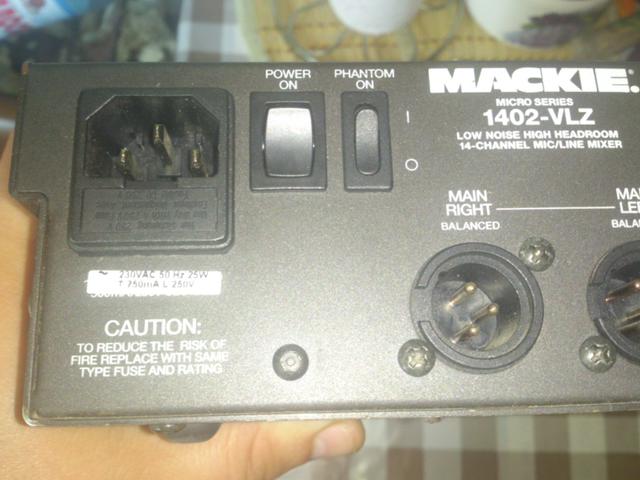 POWER
ON
PHANTOM
ON
MACKIE.
MICRO SERIES
1402-VLZ
LOW NOISE HIGH HEADROOM
14-CHANNEL MIC/LINE MIXER
MAIN
RIGHT
BALANCED
~ 230VAC 50 Hz 25W
T 750mA L 250V
CAUTION:
TO REDUCE THE RISK OF
FIRE REPLACE WITH SAME
TYPE FUSE AND RATING